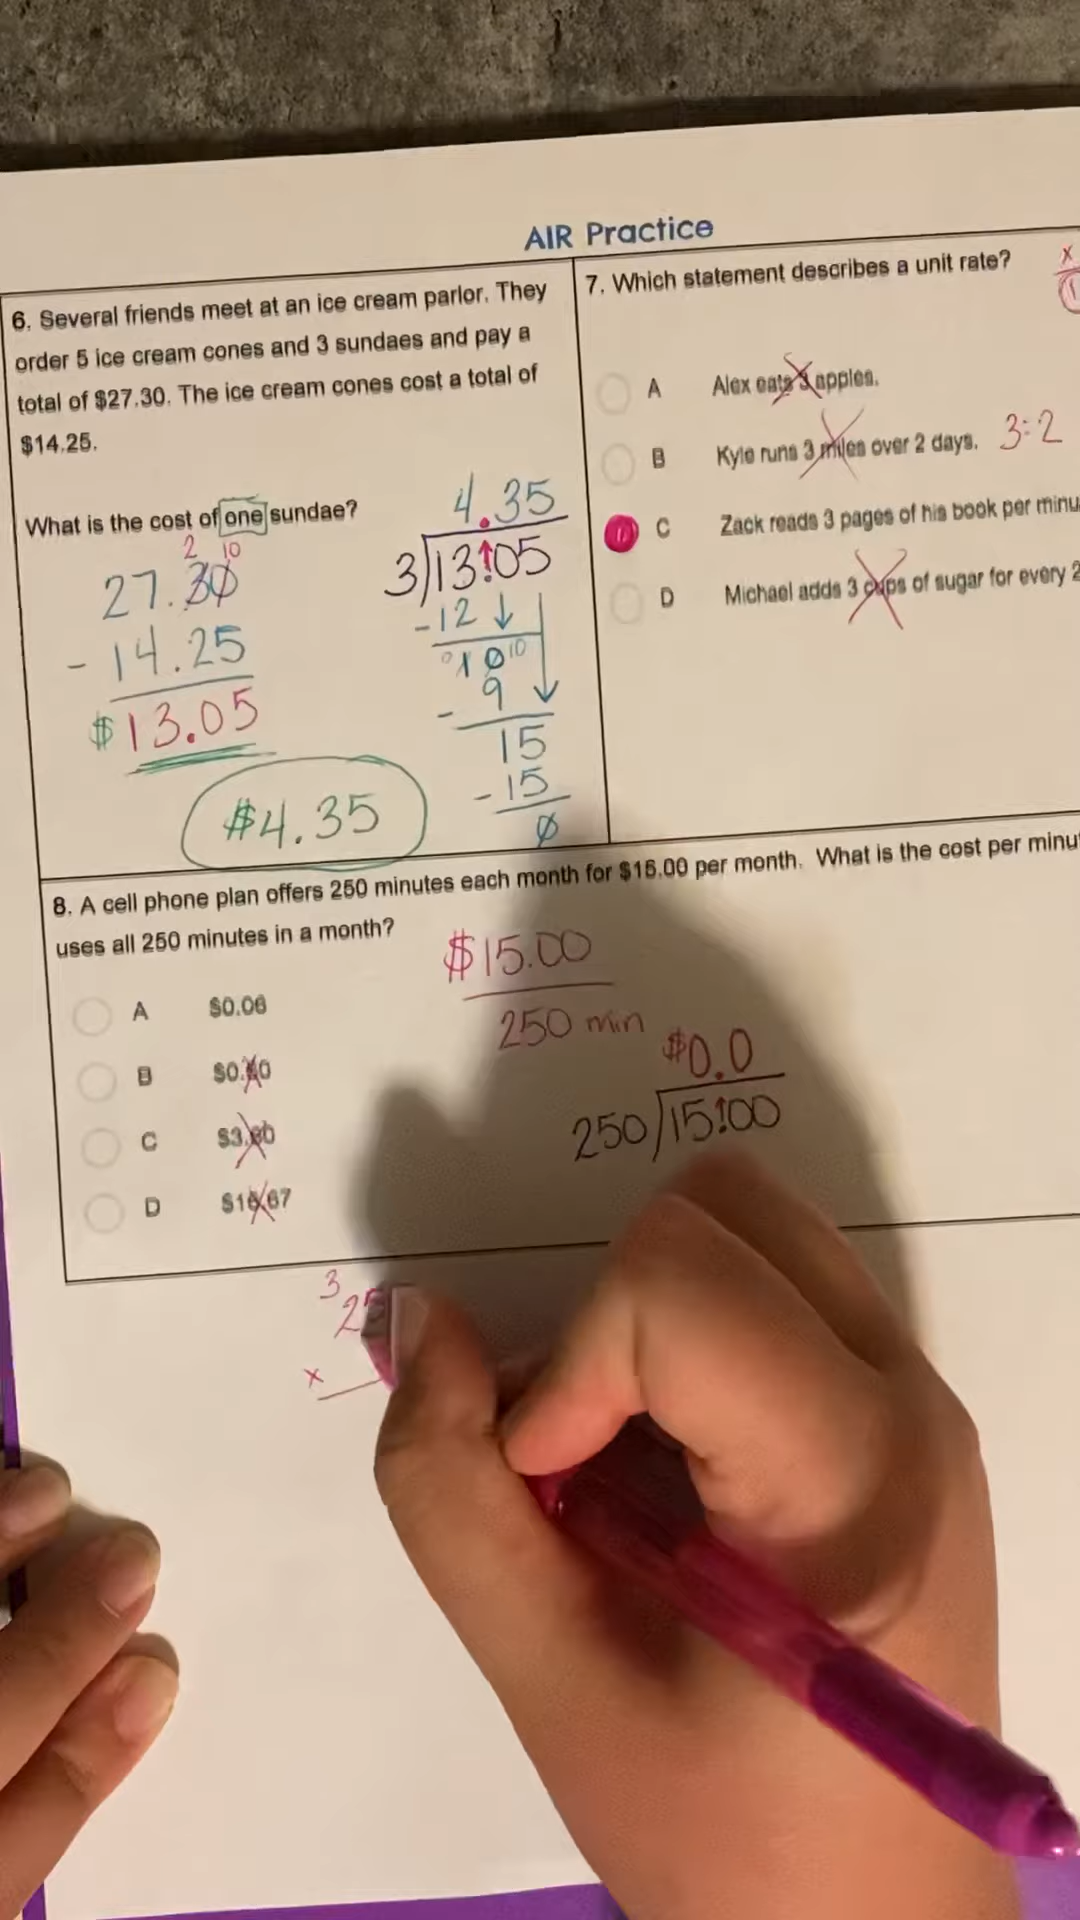 AIR Practice
6. Several friends meet at an ice cream parlor. They
order 5 ice cream cones and 3 sundaes and pay a
total of $27.30. The ice cream cones cost a total of
$14.25.
What is the cost of one sundae?
2 10
27.30
- 14.25
$13.05
$4.35
4.35
3)13.05
-12
0 10 10
- 9
15
- 15
0
7. Which statement describes a unit rate?
x
1
A Alex eats 3 apples.
B Kyle runs 3 miles over 2 days. 3:2
C Zack reads 3 pages of his book per minu
D Michael adds 3 cups of sugar for every 2
8. A cell phone plan offers 250 minutes each month for $15.00 per month. What is the cost per minu
uses all 250 minutes in a month?
A $0.06
B $0.60
C $3.60
D $16.67
$15.00
250 min
$0.0
250)15.00
3
25
x